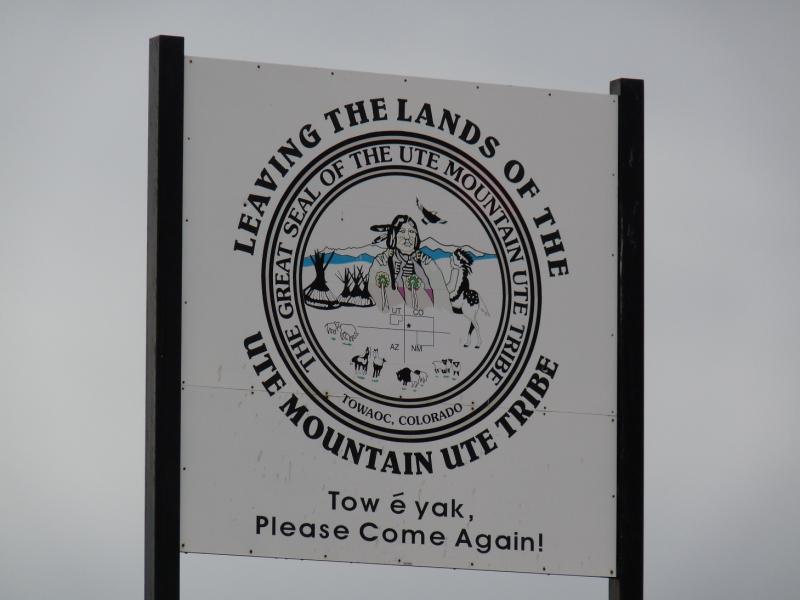 LEAVING THE LANDS OF THE
THE GREAT SEAL OF THE UTE MOUNTAIN UTE TRIBE
UT CO
AZ NM
TOWAOC, COLORADO
UTE MOUNTAIN UTE TRIBE
Tow é yak,
Please Come Again!